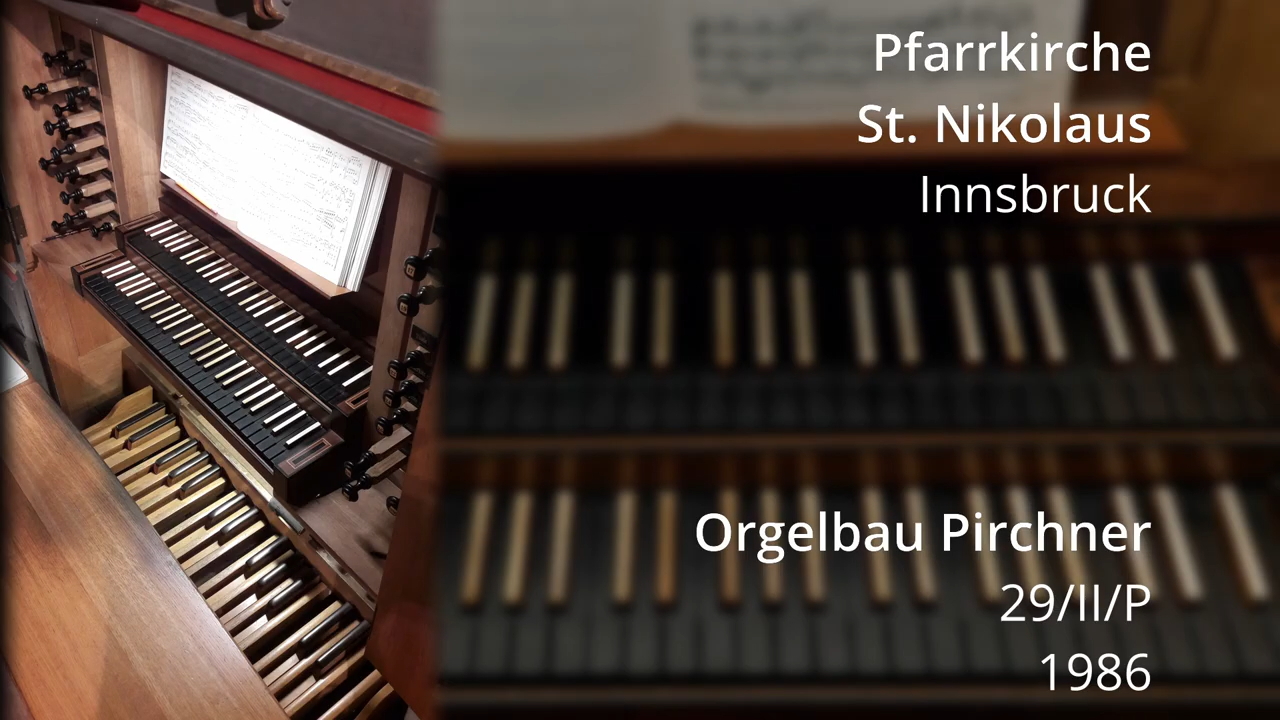 Pfarrkirche
St. Nikolaus
Innsbruck
Orgelbau Pirchner
29/II/P
1986